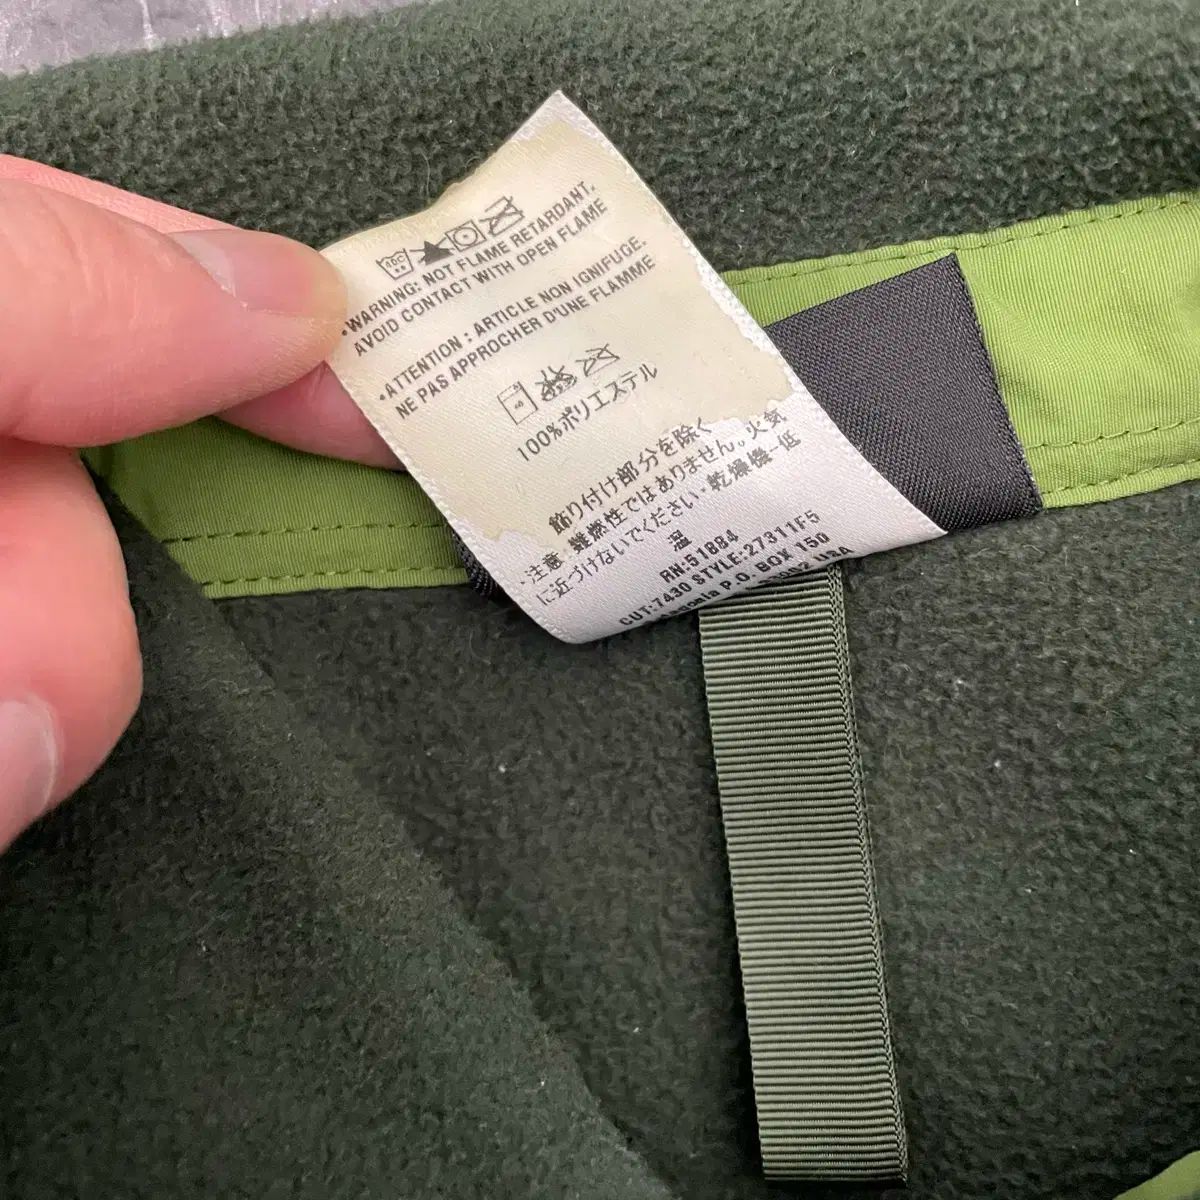 •WARNING: NOT FLAME RETARDANT.
AVOID CONTACT WITH OPEN FLAME
•ATTENTION : ARTICLE NON IGNIFUGE.
NE PAS APPROCHER D'UNE FLAMME
100%ポリエステル
飾り付け部分を除く
・注意・難燃性ではありません。火気
に近づけないでください・乾燥機-低
温
RN:51884
CUT:7430 STYLE:27311F5
P.O. BOX 150
USA